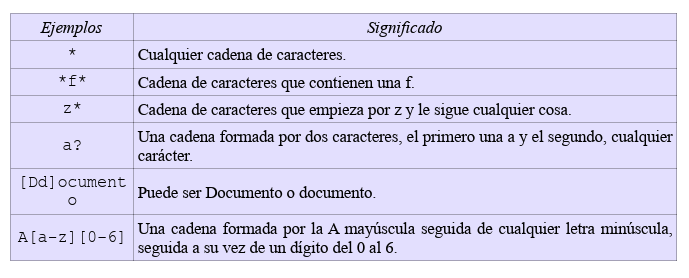 Ejemplos Significado
* Cualquier cadena de caracteres.
*f* Cadena de caracteres que contienen una f.
z* Cadena de caracteres que empieza por z y le sigue cualquier cosa.
a? Una cadena formada por dos caracteres, el primero una a y el segundo, cualquier
carácter.
[Dd]ocument
o
Puede ser Documento o documento.
A[a-z][0-6] Una cadena formada por la A mayúscula seguida de cualquier letra minúscula,
seguida a su vez de un dígito del 0 al 6.